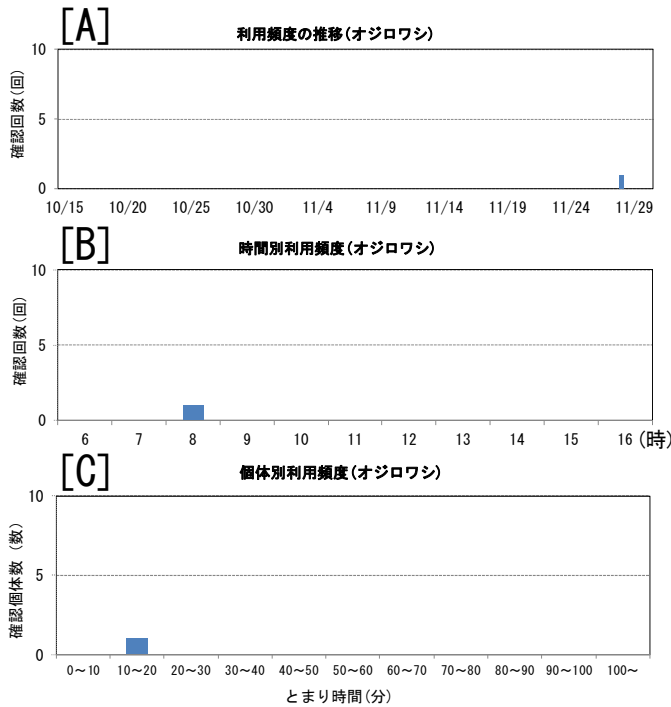 [A]
利用頻度の推移(オジロワシ)
確認回数(回)
10
5
0
10/15 10/20 10/25 10/30 11/4 11/9 11/14 11/19 11/24 11/29
[B]
時間別利用頻度(オジロワシ)
確認回数(回)
10
5
0
6 7 8 9 10 11 12 13 14 15 16 (時)
[C]
個体別利用頻度(オジロワシ)
確認個体数 (数)
10
5
0
0～10 10～20 20～30 30～40 40～50 50～60 60～70 70～80 80～90 90～100 100～
とまり時間(分)